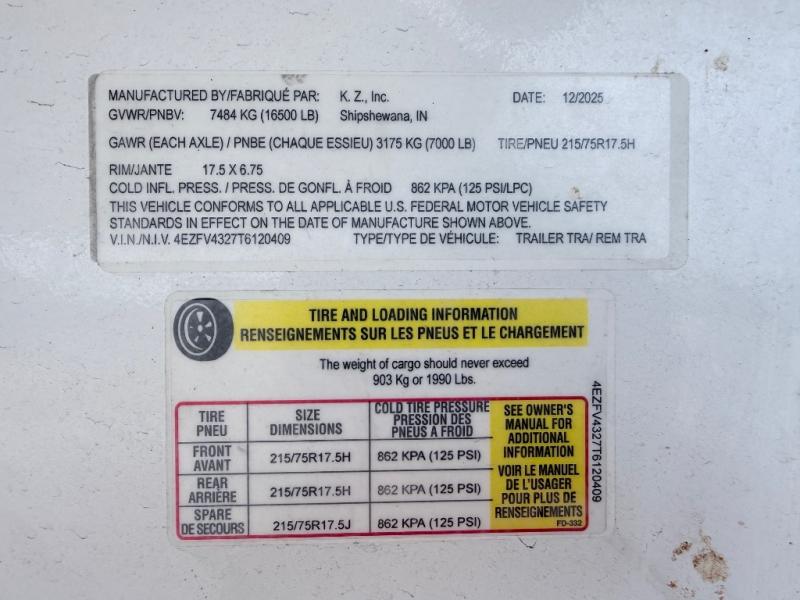 MANUFACTURED BY/FABRIQUÉ PAR: K. Z., Inc. DATE: 12/2025
GVWR/PNBV: 7484 KG (16500 LB) Shipshewana, IN
GAWR (EACH AXLE) / PNBE (CHAQUE ESSIEU) 3175 KG (7000 LB) TIRE/PNEU 215/75R17.5H
RIM/JANTE 17.5 X 6.75
COLD INFL. PRESS. / PRESS. DE GONFL. À FROID 862 KPA (125 PSI/LPC)
THIS VEHICLE CONFORMS TO ALL APPLICABLE U.S. FEDERAL MOTOR VEHICLE SAFETY
STANDARDS IN EFFECT ON THE DATE OF MANUFACTURE SHOWN ABOVE.
V.I.N./N.I.V. 4EZFV4327T6120409 TYPE/TYPE DE VÉHICULE: TRAILER TRA/ REM TRA
TIRE AND LOADING INFORMATION
RENSEIGNEMENTS SUR LES PNEUS ET LE CHARGEMENT
The weight of cargo should never exceed
903 Kg or 1990 Lbs.
TIRE
PNEU
SIZE
DIMENSIONS
COLD TIRE PRESSURE
PRESSION DES
PNEUS A FROID
FRONT
AVANT
215/75R17.5H
862 KPA (125 PSI)
REAR
ARRIÈRE
215/75R17.5H
862 KPA (125 PSI)
SPARE
DE SECOURS
215/75R17.5J
862 KPA (125 PSI)
SEE OWNER'S
MANUAL FOR
ADDITIONAL
INFORMATION
VOIR LE MANUEL
DE L'USAGER
POUR PLUS DE
RENSEIGNEMENTS
FD-332
4EZFV4327T6120409